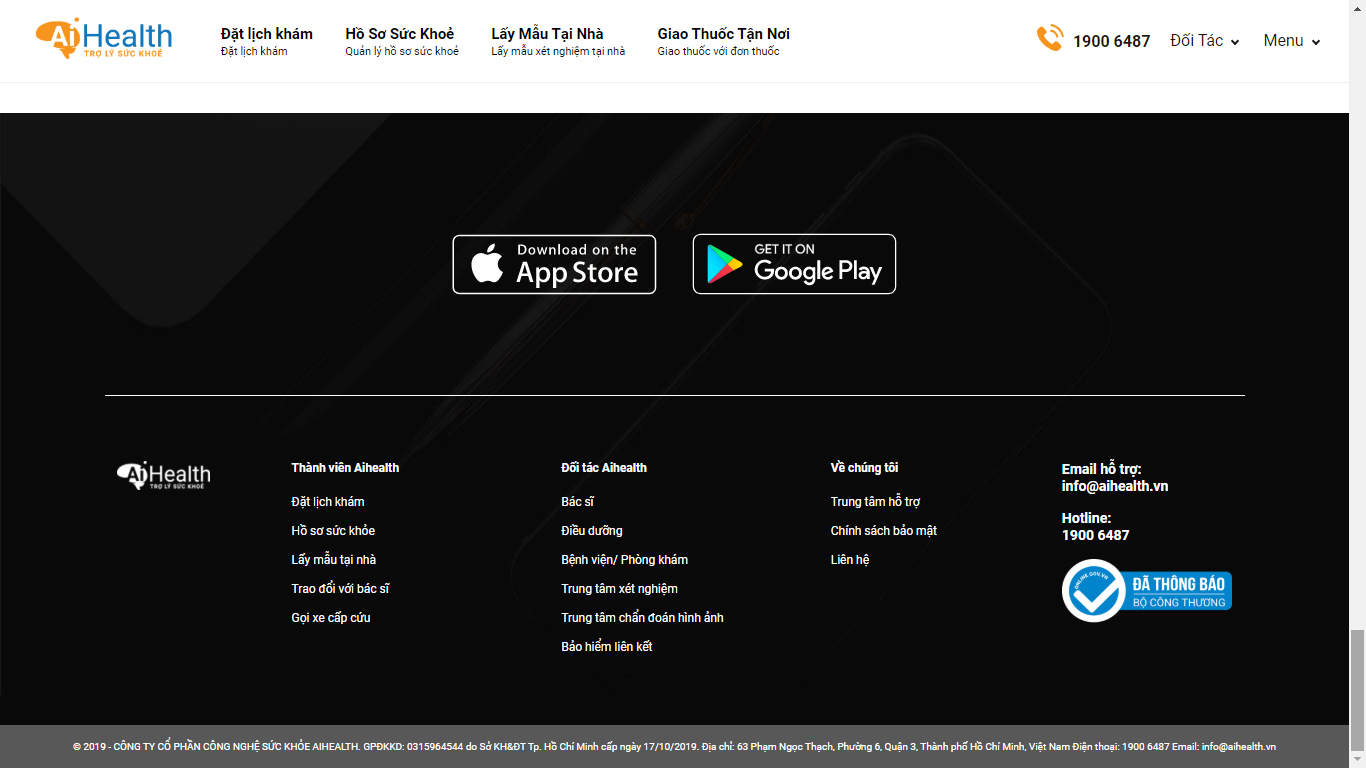 AiHealth
TRỢ LÝ SỨC KHOẺ
Đặt lịch khám
Đặt lịch khám
Hồ Sơ Sức Khoẻ
Quản lý hồ sơ sức khoẻ
Lấy Mẫu Tại Nhà
Lấy mẫu xét nghiệm tại nhà
Giao Thuốc Tận Nơi
Giao thuốc với đơn thuốc
1900 6487
Đối Tác
Menu
Download on the
App Store
GET IT ON
Google Play
AiHealth
TRỢ LÝ SỨC KHOẺ
Thành viên Aihealth
Đặt lịch khám
Hồ sơ sức khỏe
Lấy mẫu tại nhà
Trao đổi với bác sĩ
Gọi xe cấp cứu
Đối tác Aihealth
Bác sĩ
Điều dưỡng
Bệnh viện/ Phòng khám
Trung tâm xét nghiệm
Trung tâm chẩn đoán hình ảnh
Bảo hiểm liên kết
Về chúng tôi
Trung tâm hỗ trợ
Chính sách bảo mật
Liên hệ
Email hỗ trợ:
info@aihealth.vn
Hotline:
1900 6487
ONLINE.GOV.VN
ĐÃ THÔNG BÁO
BỘ CÔNG THƯƠNG
© 2019 - CÔNG TY CỔ PHẦN CÔNG NGHỆ SỨC KHỎE AIHEALTH. GPĐKKD: 0315964544 do Sở KH&ĐT Tp. Hồ Chí Minh cấp ngày 17/10/2019. Địa chỉ: 63 Phạm Ngọc Thạch, Phường 6, Quận 3, Thành phố Hồ Chí Minh, Việt Nam Điện thoại: 1900 6487 Email: info@aihealth.vn